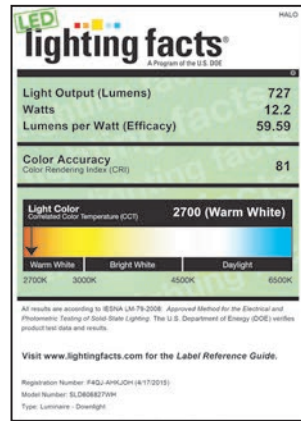 HALO
LED
lighting facts®
A Program of the U.S. DOE
Light Output (Lumens) 727
Watts 12.2
Lumens per Watt (Efficacy) 59.59
Color Accuracy
Color Rendering Index (CRI) 81
Light Color
Correlated Color Temperature (CCT) 2700 (Warm White)
Warm White Bright White Daylight
2700K 3000K 4500K 6500K
All results are according to IESNA LM-79-2008: Approved Method for the Electrical and
Photometric Testing of Solid-State Lighting. The U.S. Department of Energy (DOE) verifies
product test data and results.
Visit www.lightingfacts.com for the Label Reference Guide.
Registration Number: F4GJ-AHKJOH (4/17/2015)
Model Number: SLD606827WH
Type: Luminaire - Downlight